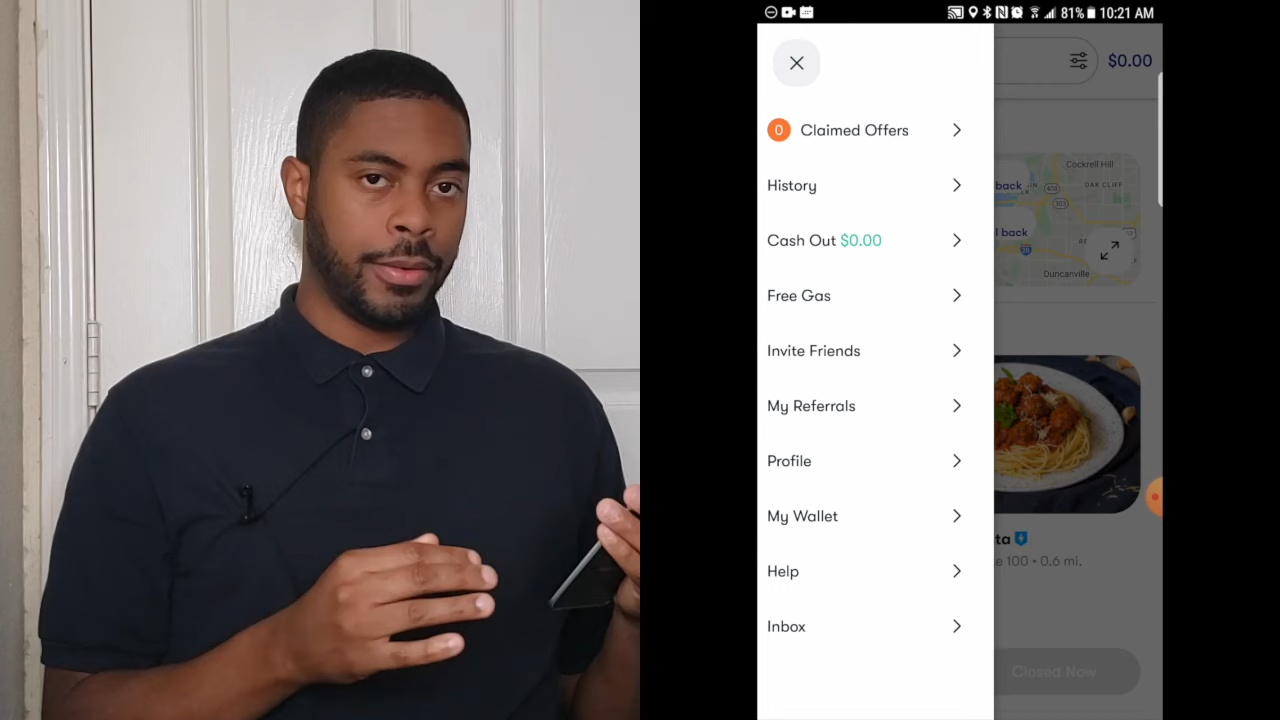 81% 10:21 AM
$0.00
0 Claimed Offers
History
Cash Out $0.00
Free Gas
Invite Friends
My Referrals
Profile
My Wallet
Help
Inbox
Cockrell Hill
back
408
OAK CLIFF
303
back
Duncanville
ta
e 100 • 0.6 mi.
Closed Now